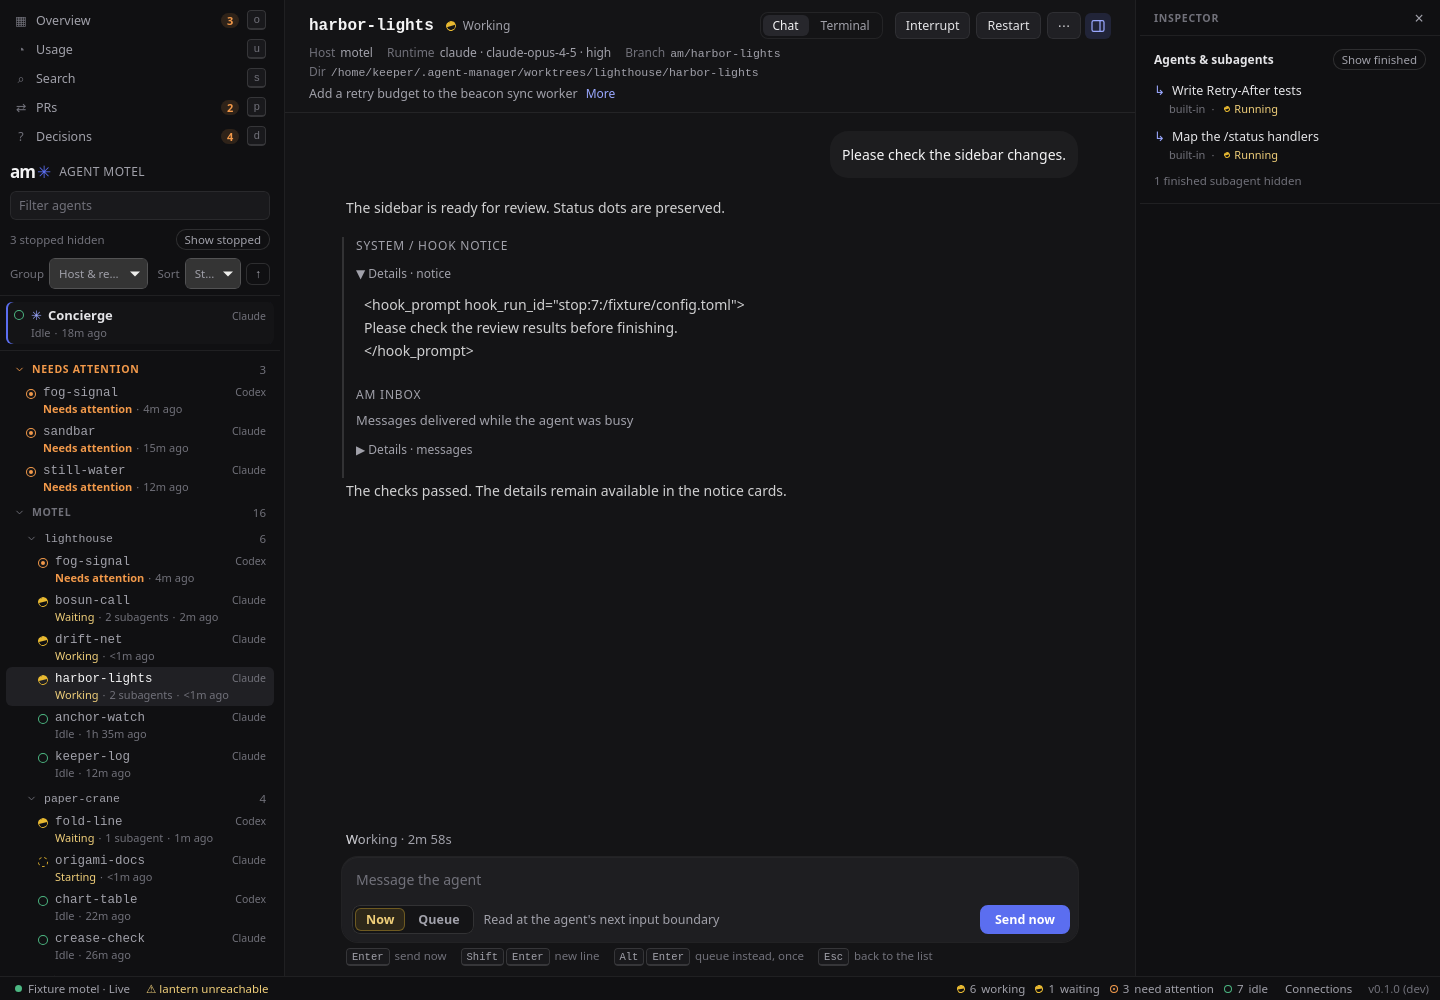 Overview 3 o
Usage u
Search s
PRs 2 p
? Decisions 4 d
am AGENT MOTEL
Filter agents
3 stopped hidden Show stopped
Group Host & re... Sort St... ↑
Concierge Claude
Idle · 18m ago
NEEDS ATTENTION 3
fog-signal Codex
Needs attention · 4m ago
sandbar Claude
Needs attention · 15m ago
still-water Claude
Needs attention · 12m ago
MOTEL 16
lighthouse 6
fog-signal Codex
Needs attention · 4m ago
bosun-call Claude
Waiting · 2 subagents · 2m ago
drift-net Claude
Working · <1m ago
harbor-lights Claude
Working · 2 subagents · <1m ago
anchor-watch Claude
Idle · 1h 35m ago
keeper-log Claude
Idle · 12m ago
paper-crane 4
fold-line Codex
Waiting · 1 subagent · 1m ago
origami-docs Claude
Starting · <1m ago
chart-table Codex
Idle · 22m ago
crease-check Claude
Idle · 26m ago
harbor-lights Working Chat Terminal Interrupt Restart ···
Host motel Runtime claude · claude-opus-4-5 · high Branch am/harbor-lights
Dir /home/keeper/.agent-manager/worktrees/lighthouse/harbor-lights
Add a retry budget to the beacon sync worker More
Please check the sidebar changes.
The sidebar is ready for review. Status dots are preserved.
SYSTEM / HOOK NOTICE
▼ Details · notice
<hook_prompt hook_run_id="stop:7:/fixture/config.toml">
Please check the review results before finishing.
</hook_prompt>
AM INBOX
Messages delivered while the agent was busy
▶ Details · messages
The checks passed. The details remain available in the notice cards.
Working · 2m 58s
Message the agent
Now Queue Read at the agent's next input boundary Send now
Enter send now Shift Enter new line Alt Enter queue instead, once Esc back to the list
INSPECTOR ×
Agents & subagents Show finished
↳ Write Retry-After tests
built-in · Running
↳ Map the /status handlers
built-in · Running
1 finished subagent hidden
Fixture motel · Live ⚠ lantern unreachable 6 working 1 waiting 3 need attention 7 idle Connections v0.1.0 (dev)